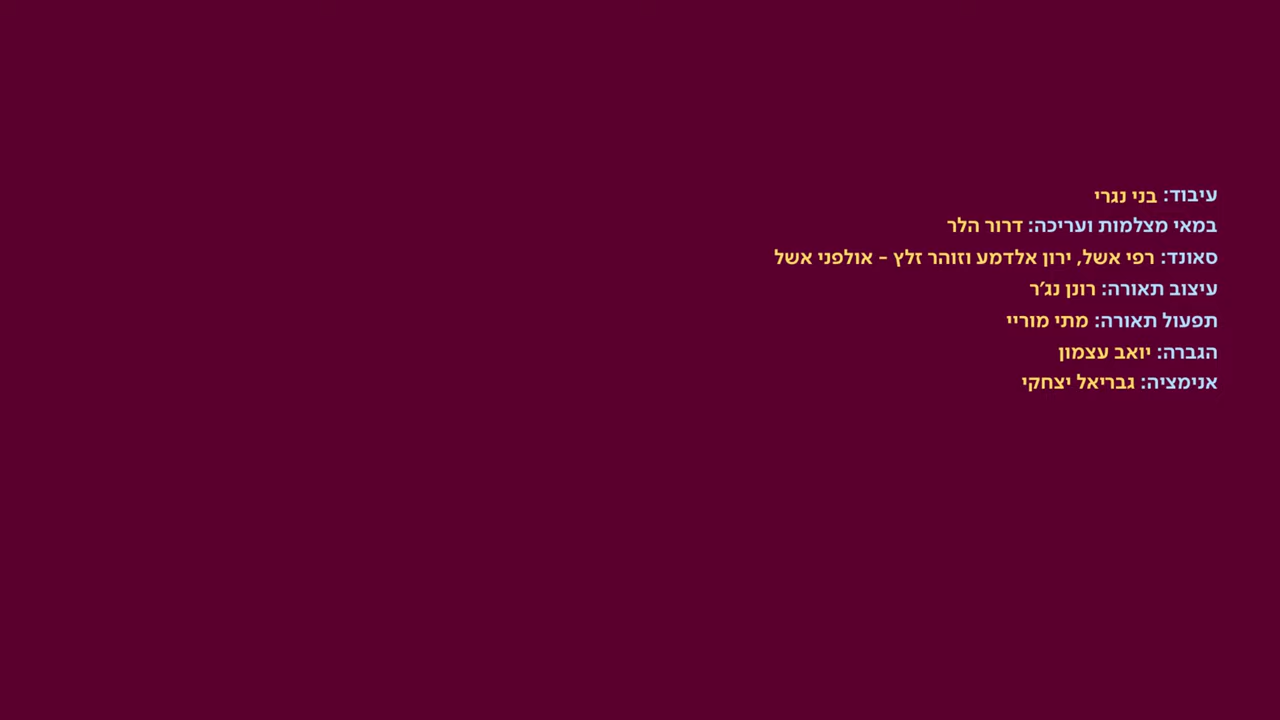 עיבוד: בני נגרי
במאי מצלמות ועריכה: דרור הלר
סאונד: רפי אשל, ירון אלדמע וזוהר זלץ – אולפני אשל
עיצוב תאורה: רונן נג׳ר
תפעול תאורה: מתי מוריי
הגברה: יואב עצמון
אנימציה: גבריאל יצחקי